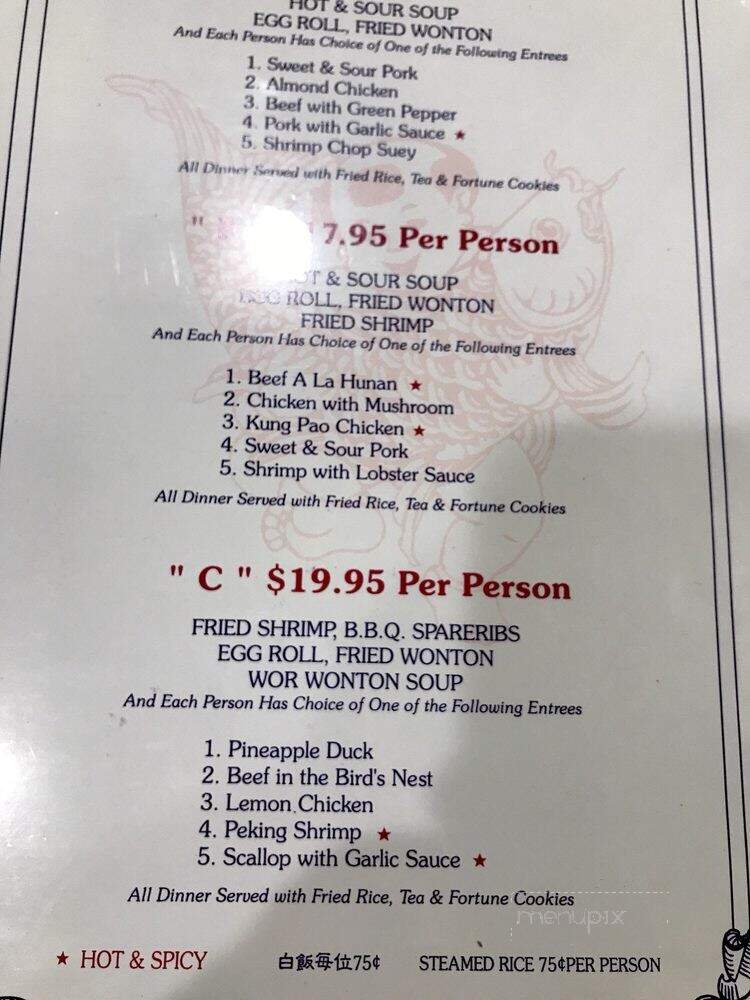 HOT & SOUR SOUP
EGG ROLL, FRIED WONTON
And Each Person Has Choice of One of the Following Entrees
1. Sweet & Sour Pork
2. Almond Chicken
3. Beef with Green Pepper
4. Pork with Garlic Sauce ★
5. Shrimp Chop Suey
All Dinner Served with Fried Rice, Tea & Fortune Cookies
" 7.95 Per Person
HOT & SOUR SOUP
EGG ROLL, FRIED WONTON
FRIED SHRIMP
And Each Person Has Choice of One of the Following Entrees
1. Beef A La Hunan ★
2. Chicken with Mushroom
3. Kung Pao Chicken ★
4. Sweet & Sour Pork
5. Shrimp with Lobster Sauce
All Dinner Served with Fried Rice, Tea & Fortune Cookies
" C " $19.95 Per Person
FRIED SHRIMP, B.B.Q. SPARERIBS
EGG ROLL, FRIED WONTON
WOR WONTON SOUP
And Each Person Has Choice of One of the Following Entrees
1. Pineapple Duck
2. Beef in the Bird's Nest
3. Lemon Chicken
4. Peking Shrimp ★
5. Scallop with Garlic Sauce ★
All Dinner Served with Fried Rice, Tea & Fortune Cookies
menupix
★ HOT & SPICY 白飯每位75¢ STEAMED RICE 75¢PER PERSON